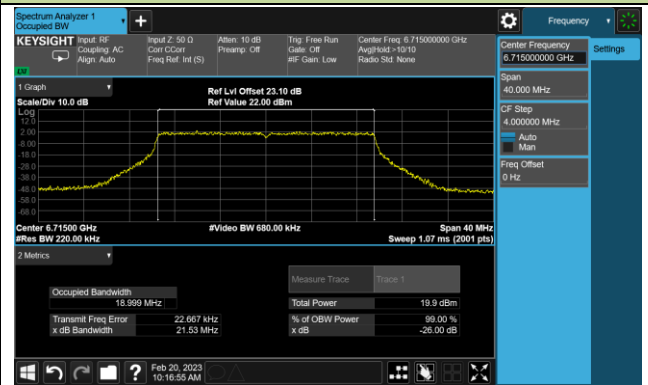 Spectrum Analyzer 1
Occupied BW
Frequency
KEYSIGHT
Input: RF
Coupling: AC
Align: Auto
Input Z: 50 Ω
Corr CCorr
Freq Ref: Int (S)
Atten: 10 dB
Preamp: Off
Trig: Free Run
Gate: Off
#IF Gain: Low
Center Freq: 6.715000000 GHz
Avg|Hold:>10/10
Radio Std: None
Center Frequency
6.715000000 GHz
Settings
Span
40.000 MHz
CF Step
4.000000 MHz
Auto
Man
Freq Offset
0 Hz
1 Graph
Scale/Div 10.0 dB
Ref Lvl Offset 23.10 dB
Ref Value 22.00 dBm
Log
12.0
2.00
-8.00
-18.0
-28.0
-38.0
-48.0
-58.0
-68.0
Center 6.71500 GHz
#Res BW 220.00 kHz
#Video BW 680.00 kHz
Span 40 MHz
Sweep 1.07 ms (2001 pts)
2 Metrics
Measure Trace
Trace 1
Occupied Bandwidth
18.999 MHz
Total Power
19.9 dBm
Transmit Freq Error
22.667 kHz
% of OBW Power
99.00 %
x dB Bandwidth
21.53 MHz
x dB
-26.00 dB
?
Feb 20, 2023
10:16:55 AM